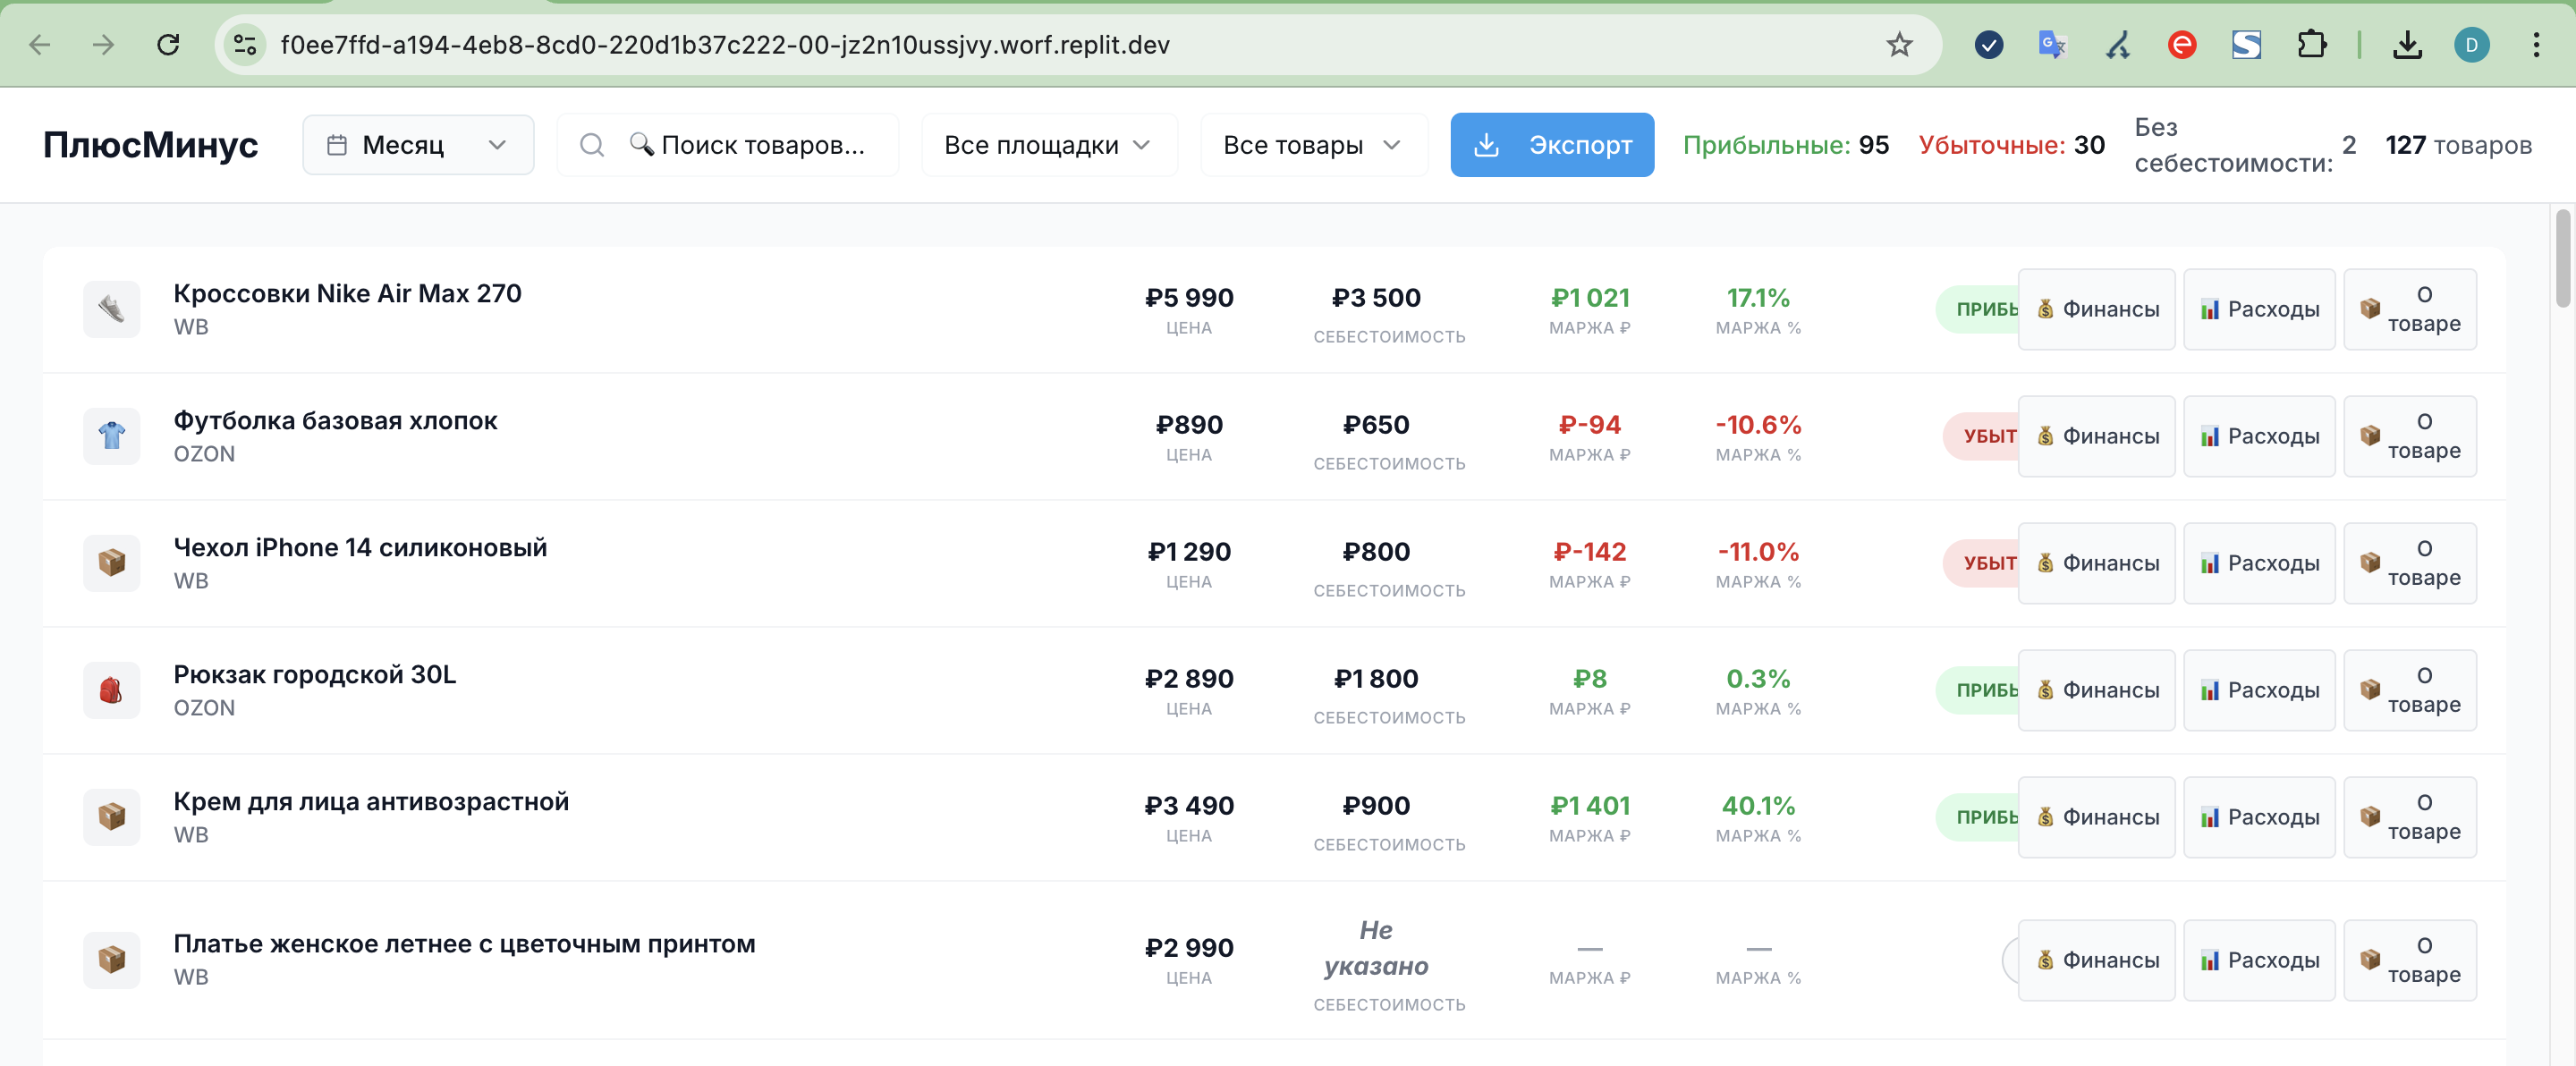 f0ee7ffd-a194-4eb8-8cd0-220d1b37c222-00-jz2n10ussjvy.worf.replit.dev
D
ПлюсМинус
Месяц
🔍 Поиск товаров...
Все площадки
Все товары
Экспорт
Прибыльные: 95
Убыточные: 30
Без
себестоимости: 2
127 товаров
Кроссовки Nike Air Max 270
WB
₽5 990
ЦЕНА
₽3 500
СЕБЕСТОИМОСТЬ
₽1 021
МАРЖА ₽
17.1%
МАРЖА %
ПРИБЬ
💰 Финансы
📊 Расходы
📦 О
товаре
Футболка базовая хлопок
OZON
₽890
ЦЕНА
₽650
СЕБЕСТОИМОСТЬ
₽-94
МАРЖА ₽
-10.6%
МАРЖА %
УБЫТ
💰 Финансы
📊 Расходы
📦 О
товаре
Чехол iPhone 14 силиконовый
WB
₽1 290
ЦЕНА
₽800
СЕБЕСТОИМОСТЬ
₽-142
МАРЖА ₽
-11.0%
МАРЖА %
УБЫТ
💰 Финансы
📊 Расходы
📦 О
товаре
Рюкзак городской 30L
OZON
₽2 890
ЦЕНА
₽1 800
СЕБЕСТОИМОСТЬ
₽8
МАРЖА ₽
0.3%
МАРЖА %
ПРИБЬ
💰 Финансы
📊 Расходы
📦 О
товаре
Крем для лица антивозрастной
WB
₽3 490
ЦЕНА
₽900
СЕБЕСТОИМОСТЬ
₽1 401
МАРЖА ₽
40.1%
МАРЖА %
ПРИБЬ
💰 Финансы
📊 Расходы
📦 О
товаре
Платье женское летнее с цветочным принтом
WB
₽2 990
ЦЕНА
Не
указано
СЕБЕСТОИМОСТЬ
—
МАРЖА ₽
—
МАРЖА %
💰 Финансы
📊 Расходы
📦 О
товаре